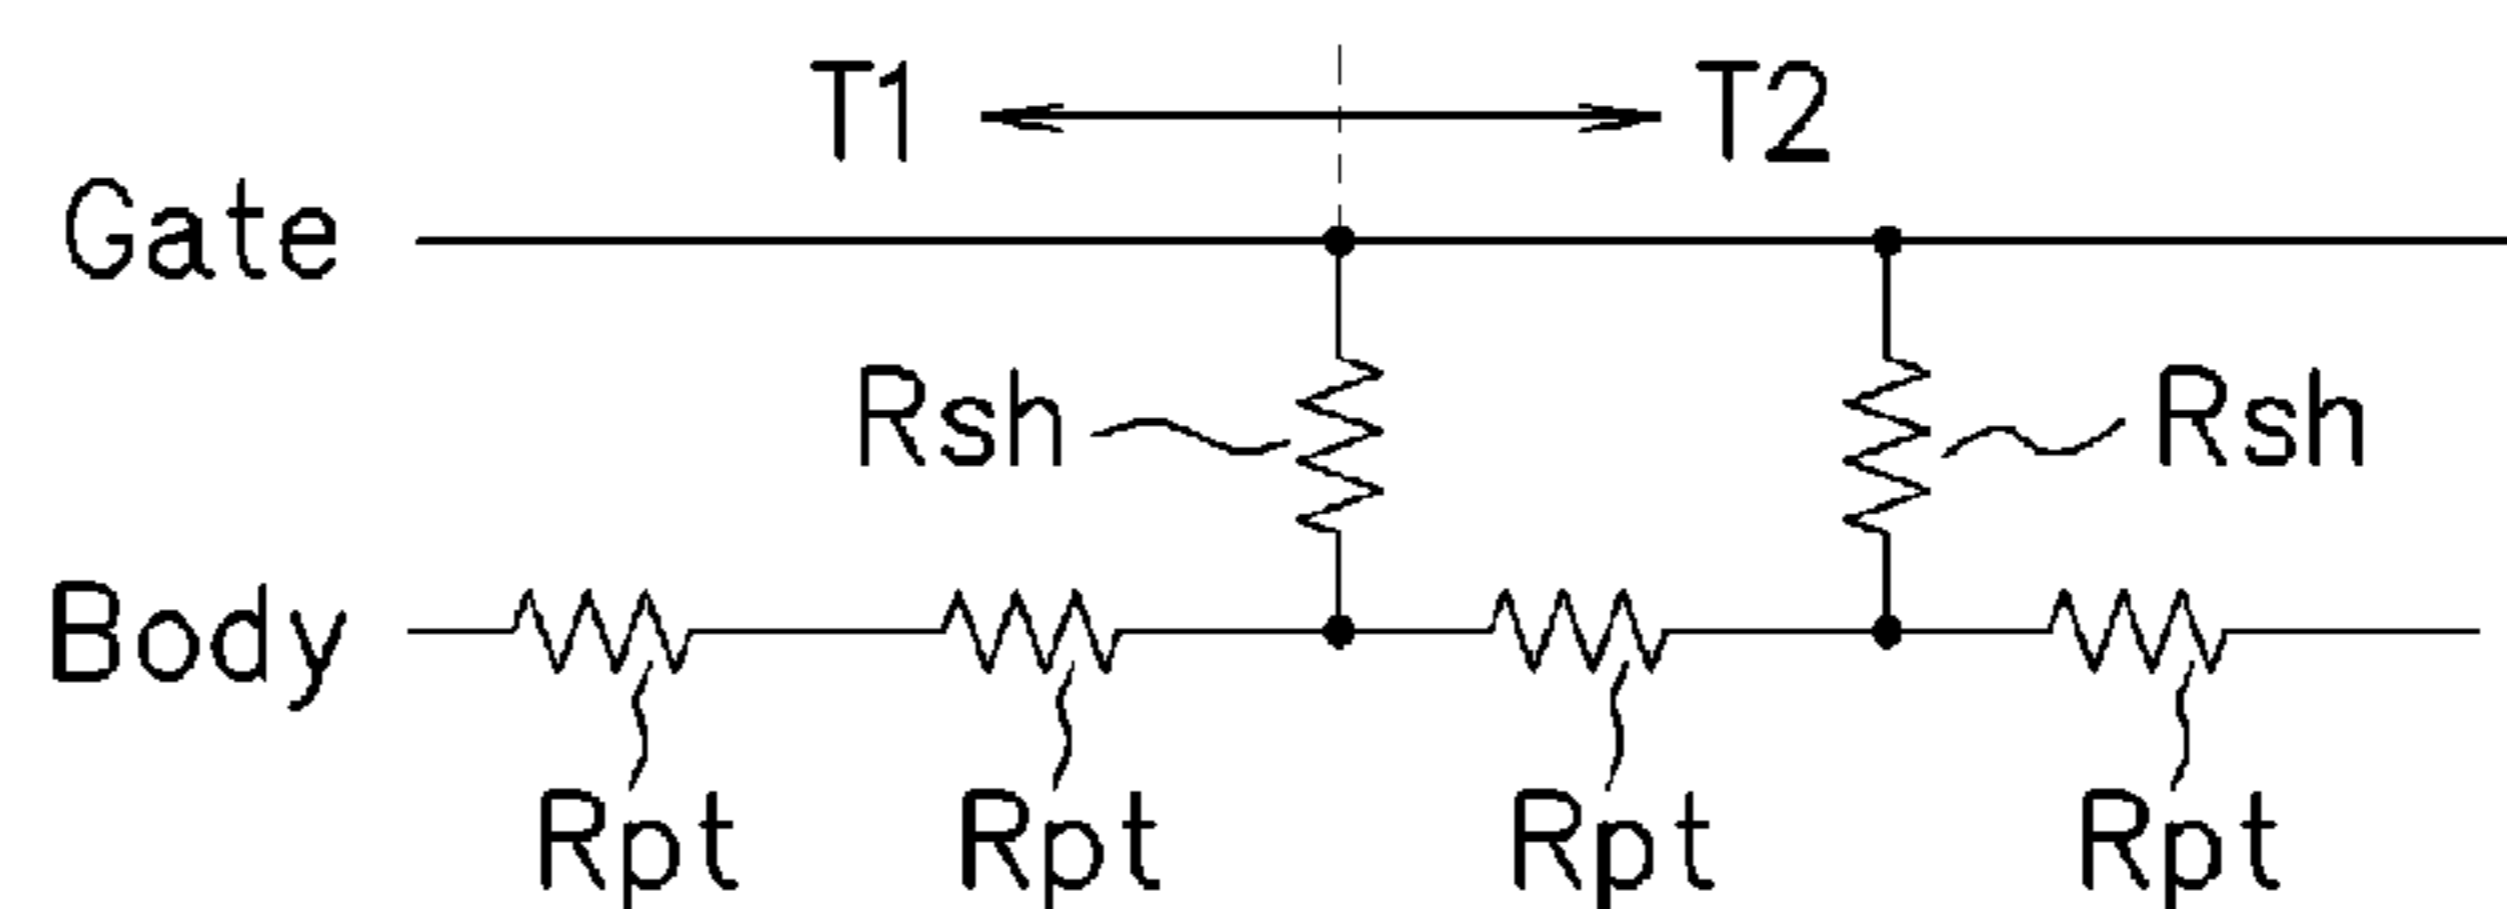 T1 T2
Gate
Rsh Rsh
Body
Rpt Rpt Rpt Rpt